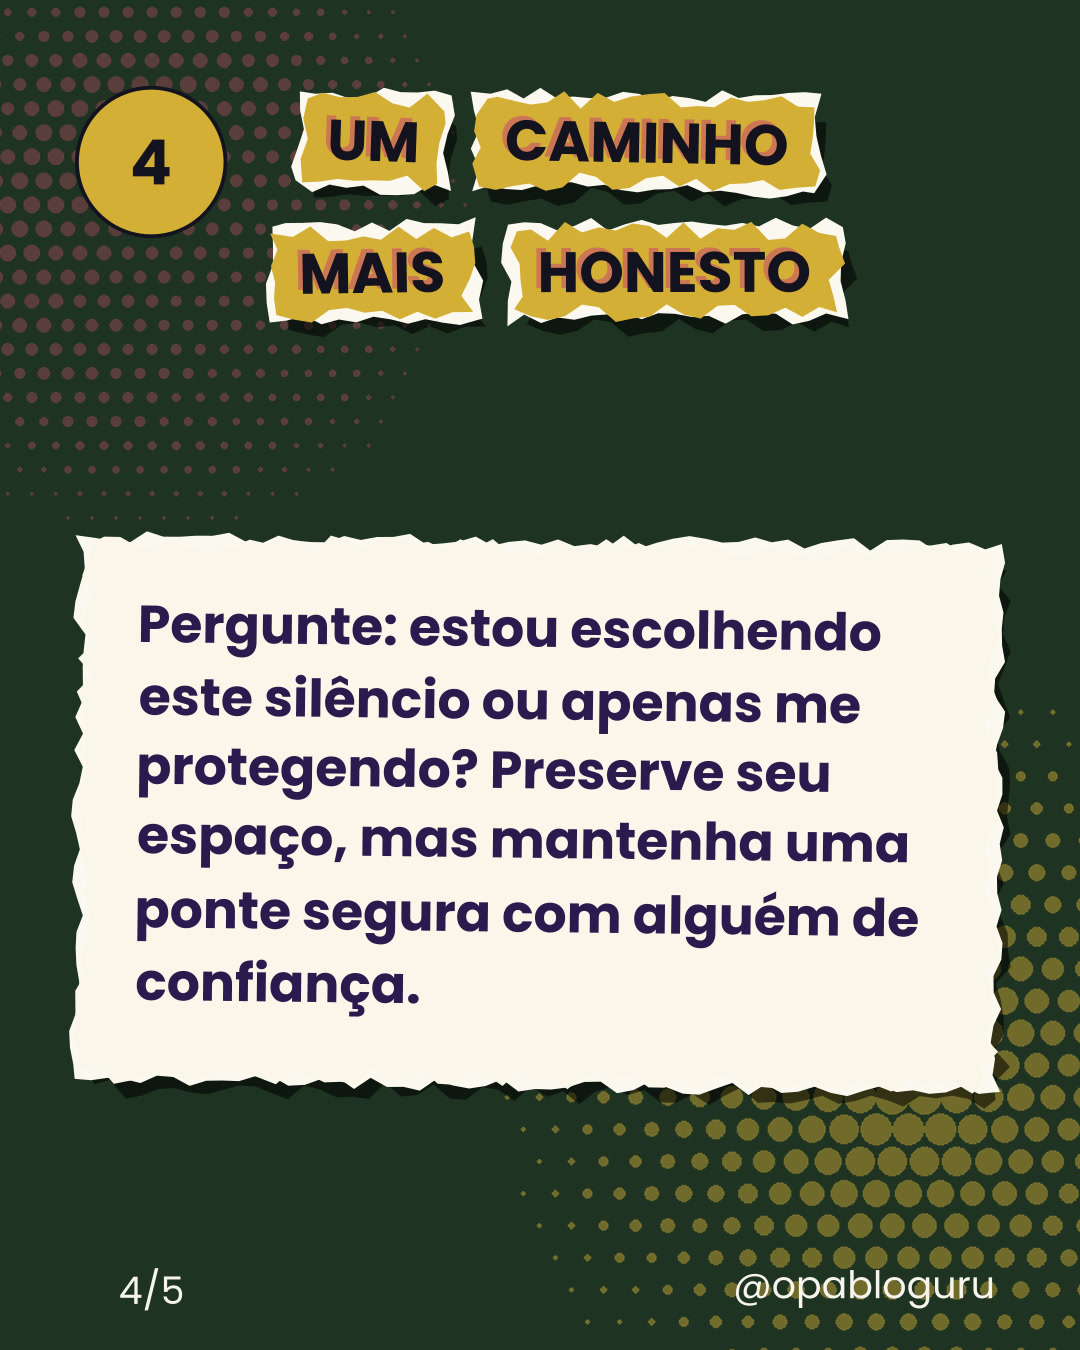 4
UM CAMINHO
MAIS HONESTO
Pergunte: estou escolhendo
este silêncio ou apenas me
protegendo? Preserve seu
espaço, mas mantenha uma
ponte segura com alguém de
confiança.
4/5
@opabloguru